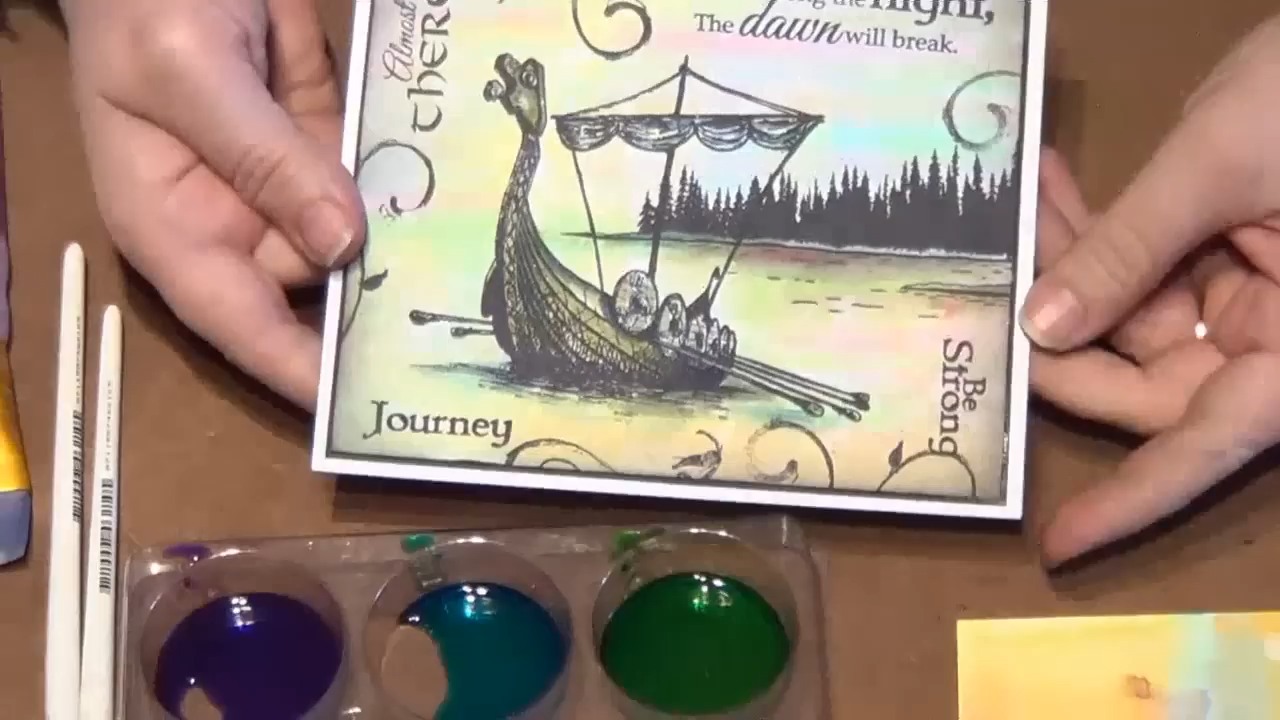 night,
The dawn will break.
Almost
THERE
Journey
Be
Strong